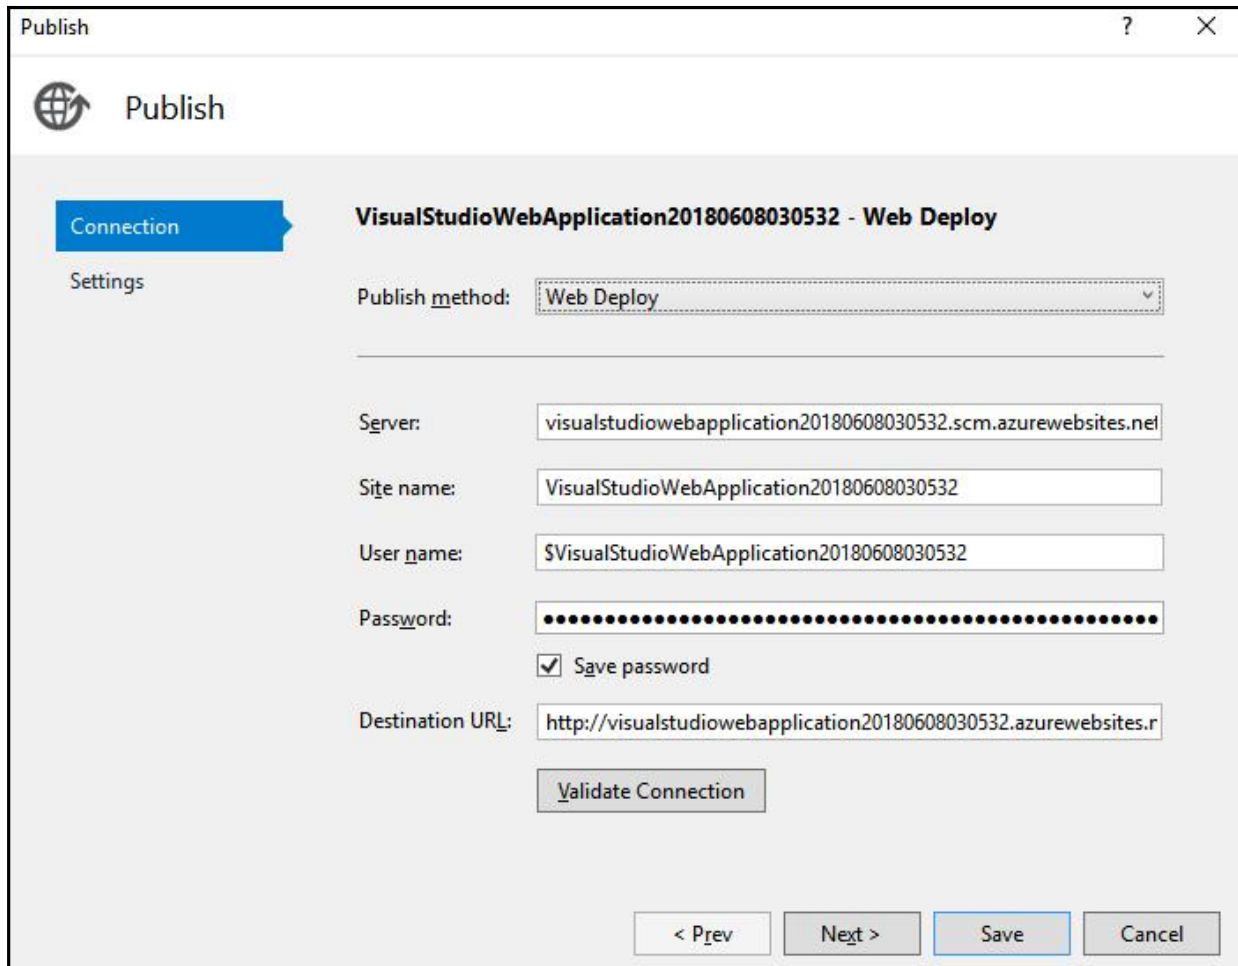 Publish ?
Publish
Connection
Settings
VisualStudioWebApplication20180608030532 - Web Deploy
Publish method: Web Deploy
Server: visualstudiowebapplication20180608030532.scm.azurewebsites.net
Site name: VisualStudioWebApplication20180608030532
User name: $VisualStudioWebApplication20180608030532
Password: ••••••••••••••••••••••••••••••••••••••••••••••••••
Save password
Destination URL: http://visualstudiowebapplication20180608030532.azurewebsites.n
Validate Connection
< Prev Next > Save Cancel